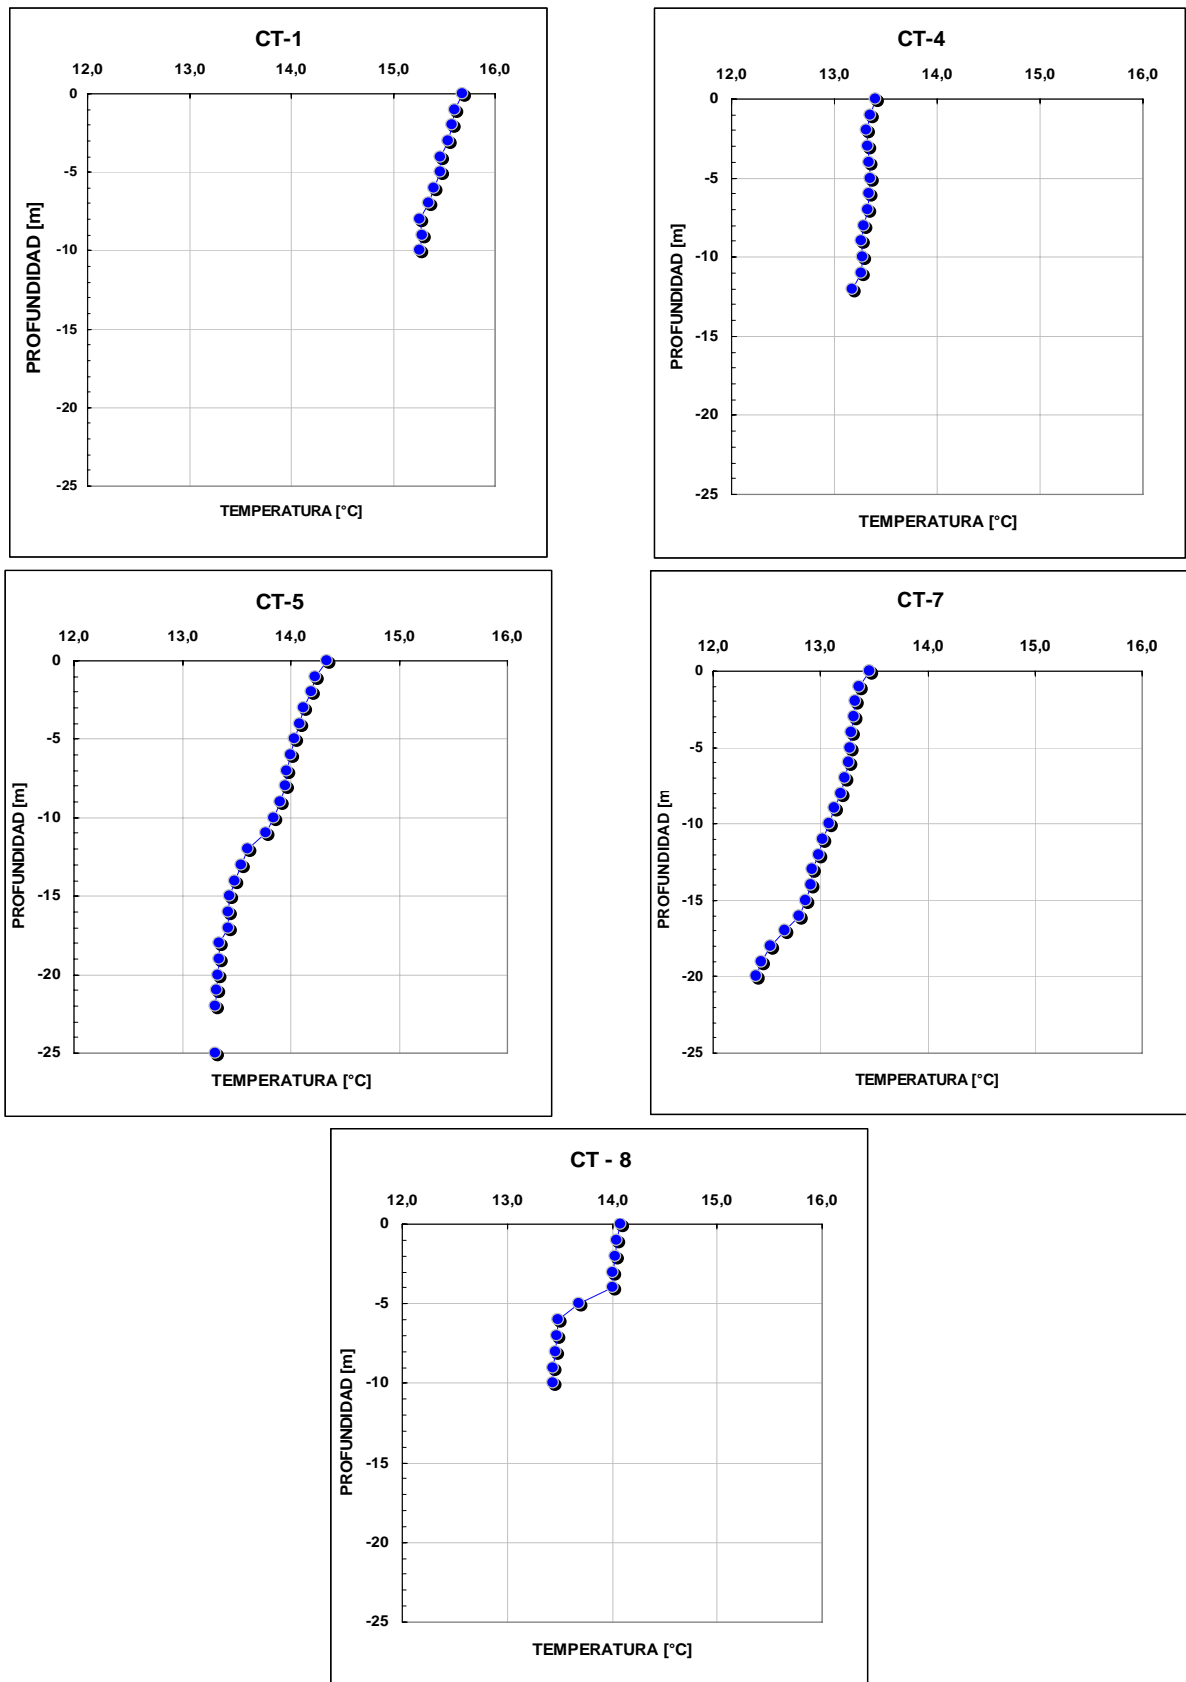 CT-1
12,0 13,0 14,0 15,0 16,0
0
-5
-10
-15
-20
-25
PROFUNDIDAD [m]
TEMPERATURA [°C]
CT-4
12,0 13,0 14,0 15,0 16,0
0
-5
-10
-15
-20
-25
PROFUNDIDAD [m]
TEMPERATURA [°C]
CT-5
12,0 13,0 14,0 15,0 16,0
0
-5
-10
-15
-20
-25
PROFUNDIDAD [m]
TEMPERATURA [°C]
CT-7
12,0 13,0 14,0 15,0 16,0
0
-5
-10
-15
-20
-25
PROFUNDIDAD [m
TEMPERATURA [°C]
CT - 8
12,0 13,0 14,0 15,0 16,0
0
-5
-10
-15
-20
-25
PROFUNDIDAD [m]
TEMPERATURA [°C]